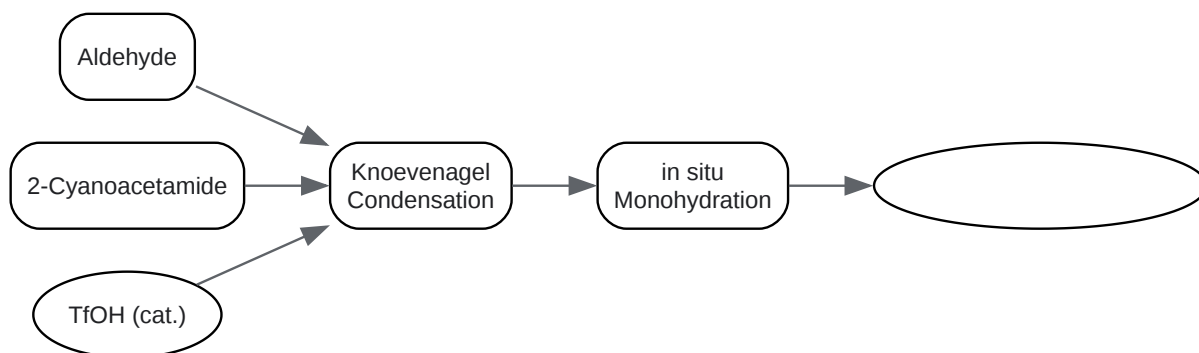 Aldehyde
2-Cyanoacetamide
TfOH (cat.)
Knoevenagel
Condensation
in situ
Monohydration